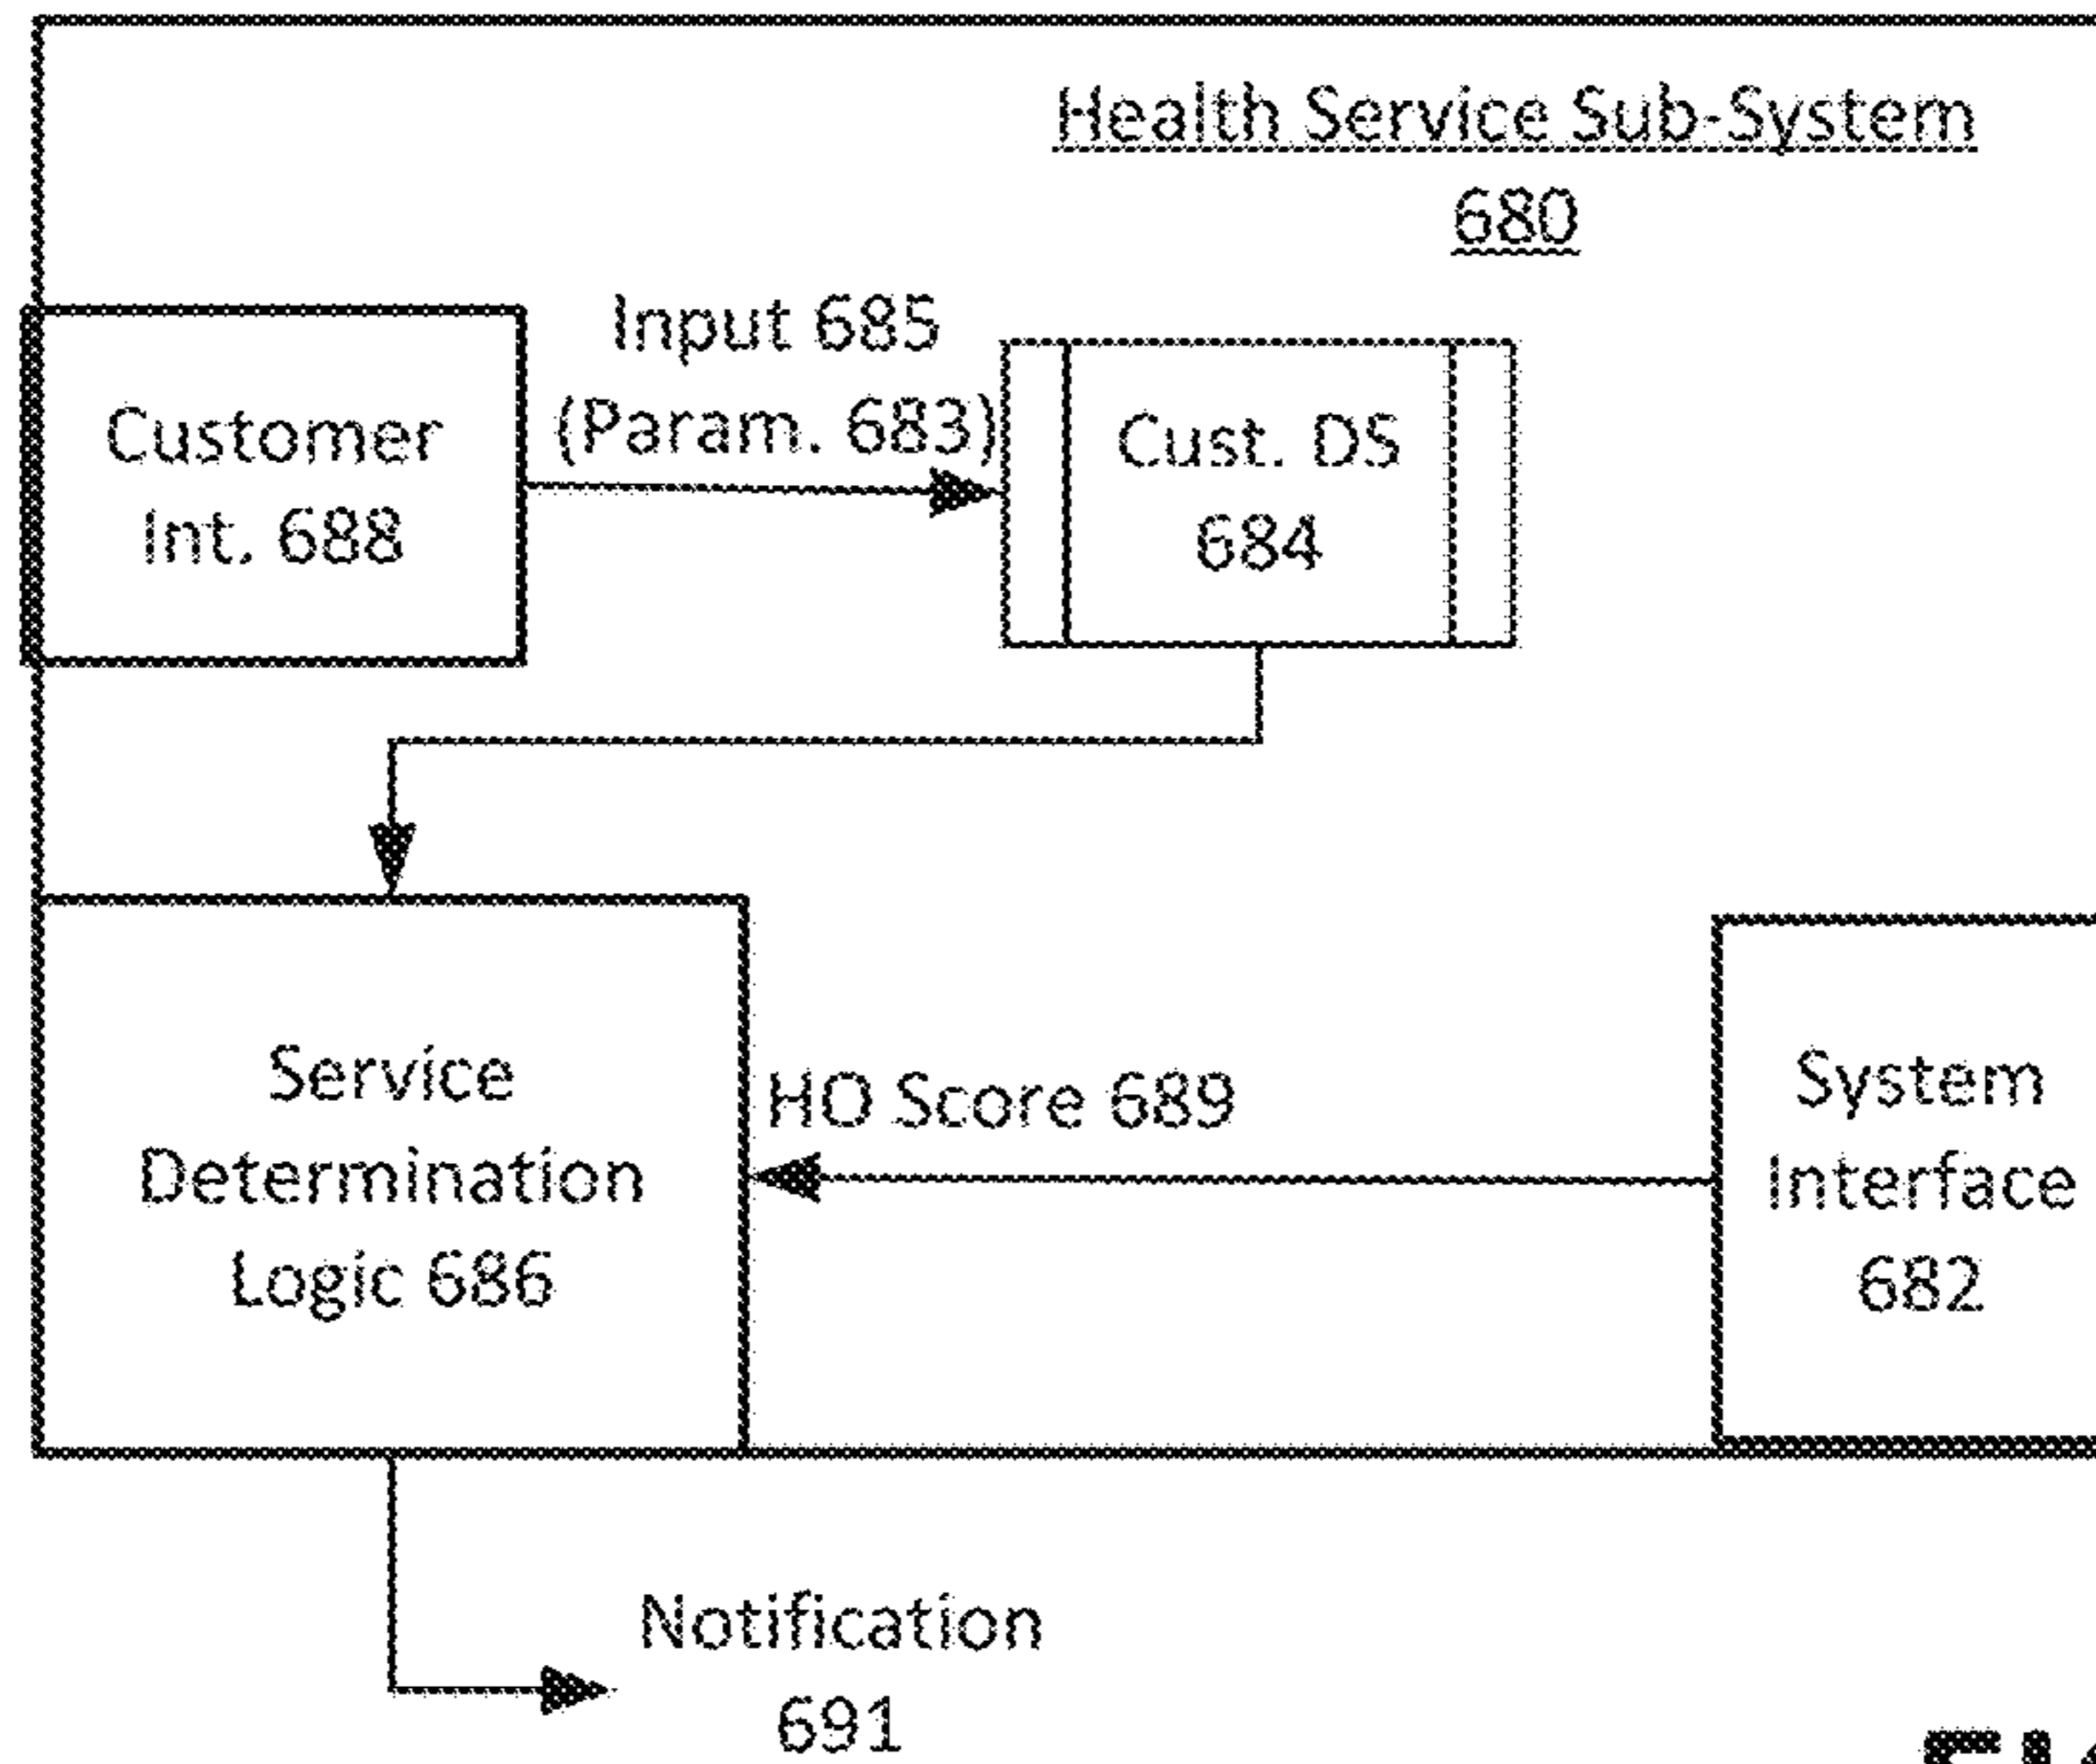 Health Service Sub-System
680
Input 685
(Param. 683)
Customer
Int. 688
Cust. DS
684
Service
Determination
Logic 686
HO Score 689
System
Interface
682
Notification
691